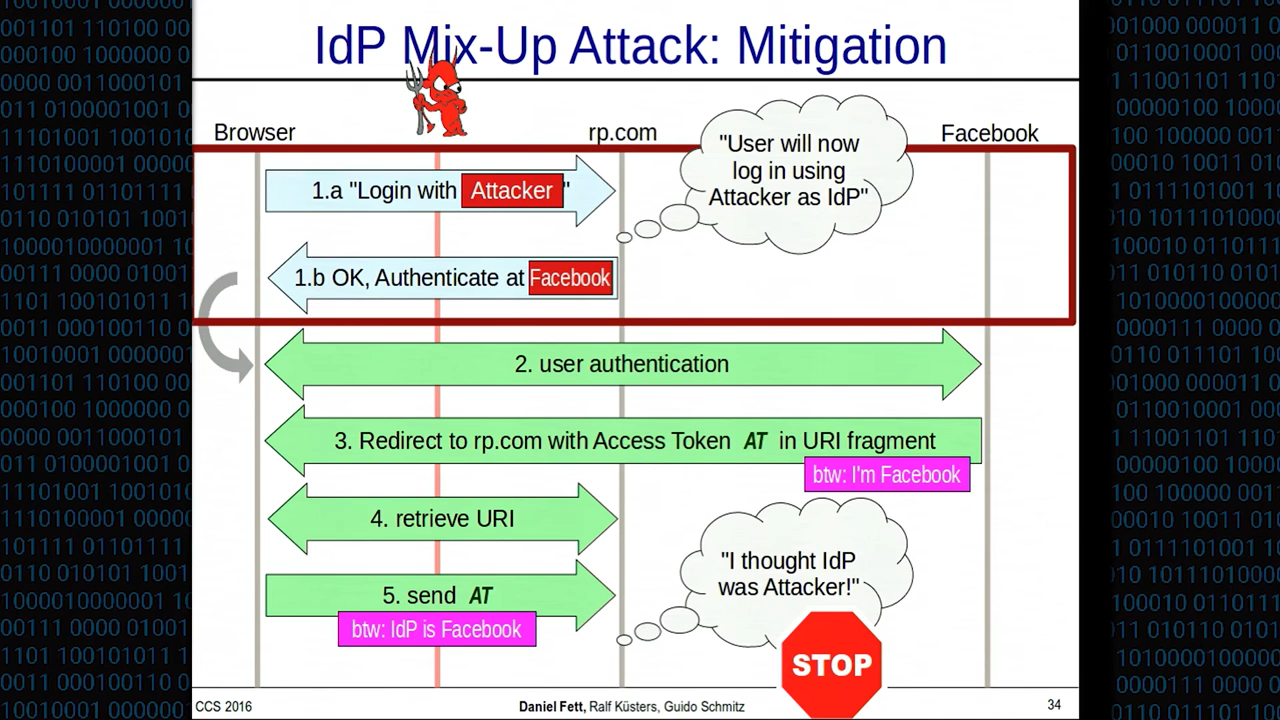 IdP Mix-Up Attack: Mitigation
Browser
rp.com
Facebook
"User will now
log in using
Attacker as IdP"
1.a "Login with Attacker "
1.b OK, Authenticate at Facebook
2. user authentication
3. Redirect to rp.com with Access Token AT in URI fragment
btw: I'm Facebook
4. retrieve URI
"I thought IdP
was Attacker!"
5. send AT
btw: IdP is Facebook
STOP
CCS 2016
Daniel Fett, Ralf Küsters, Guido Schmitz
34